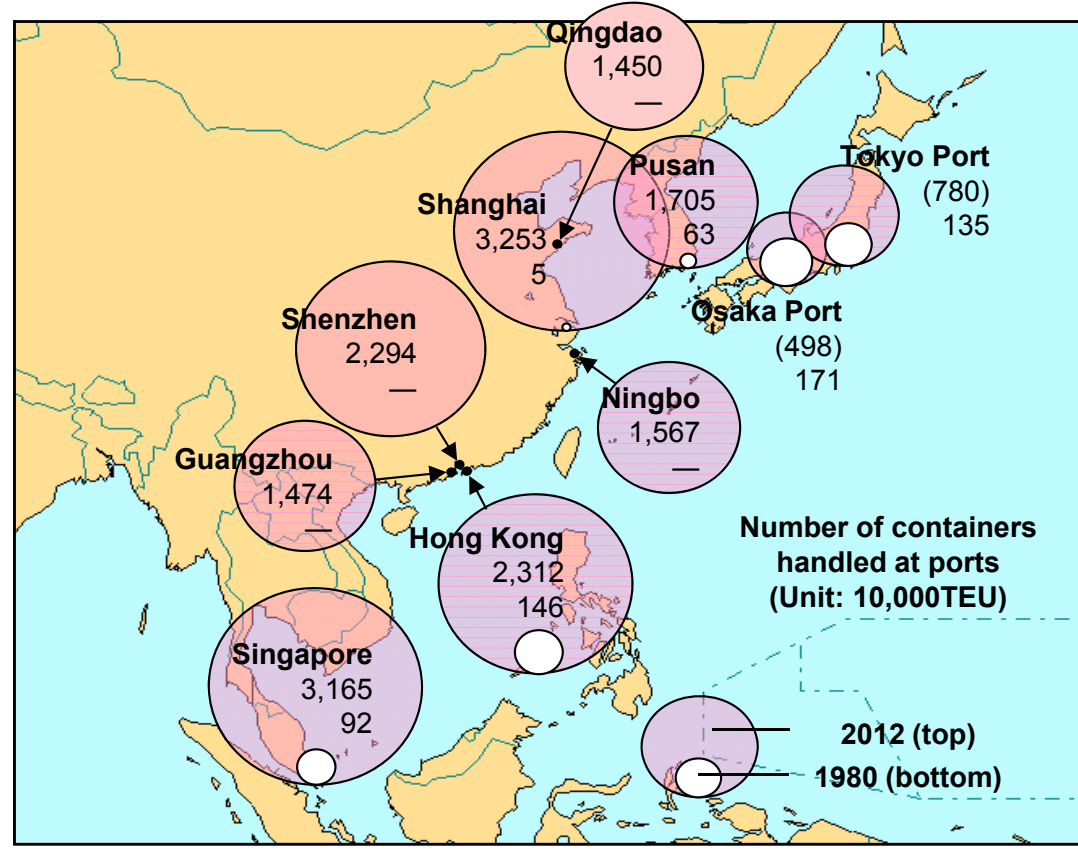 Qingdao
1,450
—
Pusan
1,705
63
Tokyo Port
(780)
135
Shanghai
3,253
5
Osaka Port
(498)
171
Shenzhen
2,294
—
Ningbo
1,567
—
Guangzhou
1,474
—
Hong Kong
2,312
146
Number of containers
handled at ports
(Unit: 10,000TEU)
Singapore
3,165
92
2012 (top)
1980 (bottom)